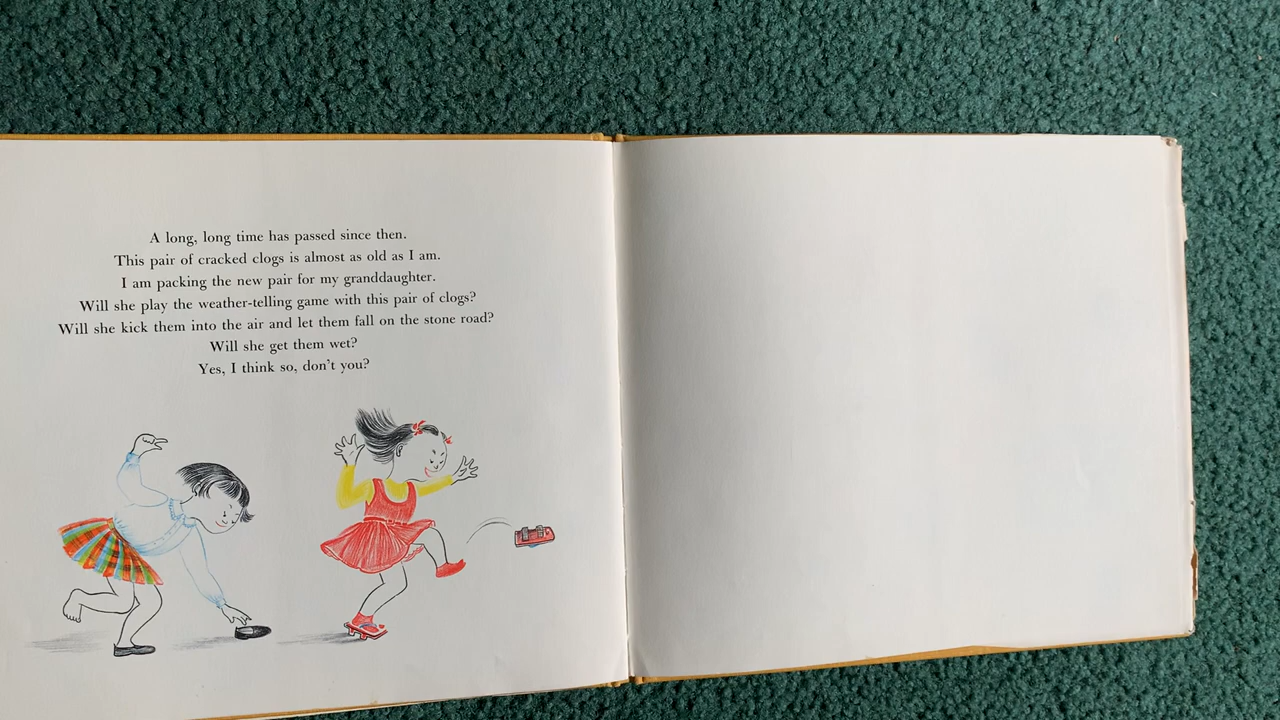 A long, long time has passed since then.
This pair of cracked clogs is almost as old as I am.
I am packing the new pair for my granddaughter.
Will she play the weather-telling game with this pair of clogs?
Will she kick them into the air and let them fall on the stone road?
Will she get them wet?
Yes, I think so, don't you?